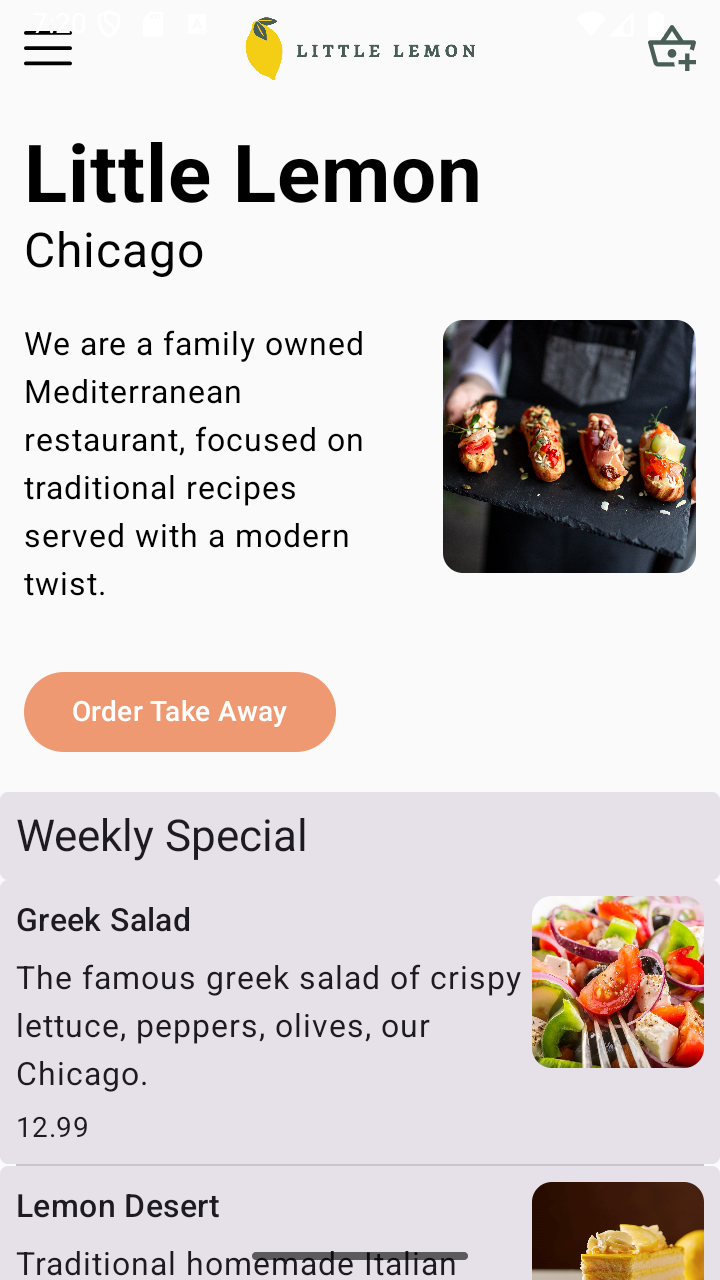 7:20
LITTLE LEMON
Little Lemon
Chicago
We are a family owned
Mediterranean
restaurant, focused on
traditional recipes
served with a modern
twist.
Order Take Away
Weekly Special
Greek Salad
The famous greek salad of crispy
lettuce, peppers, olives, our
Chicago.
12.99
Lemon Desert
Traditional homemade Italian